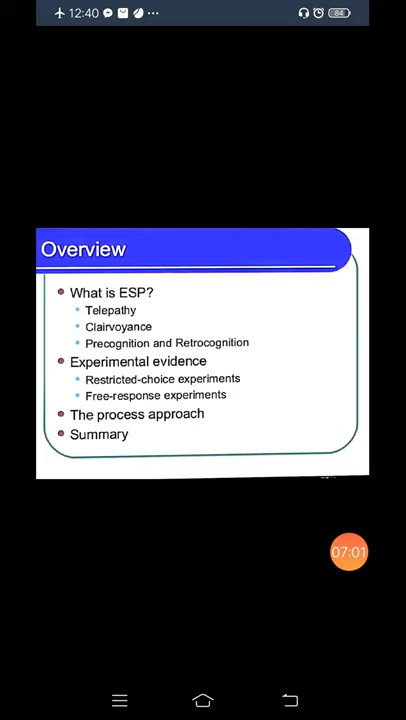 12:40 ... 84
Overview
What is ESP?
Telepathy
Clairvoyance
Precognition and Retrocognition
Experimental evidence
Restricted-choice experiments
Free-response experiments
The process approach
Summary
07:01